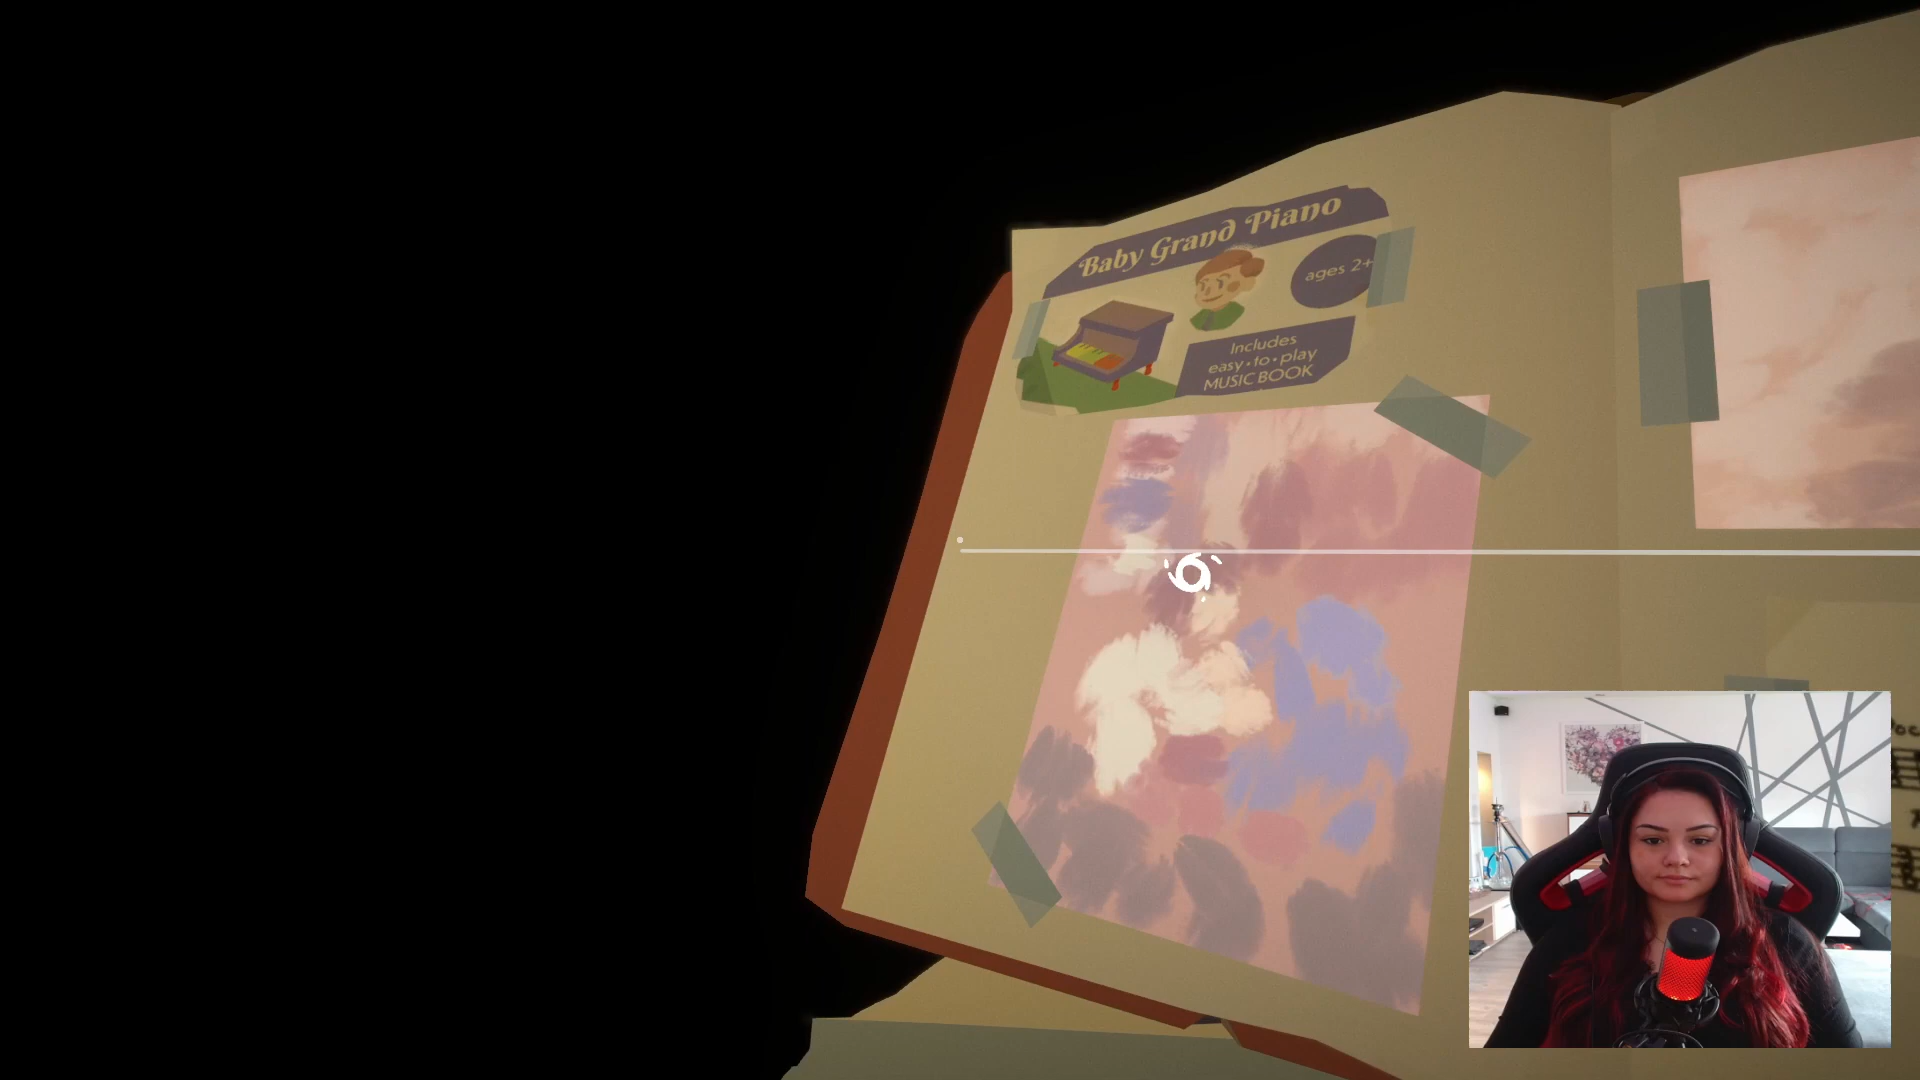 Baby Grand Piano
ages 2+
Includes
easy•to•play
MUSIC BOOK